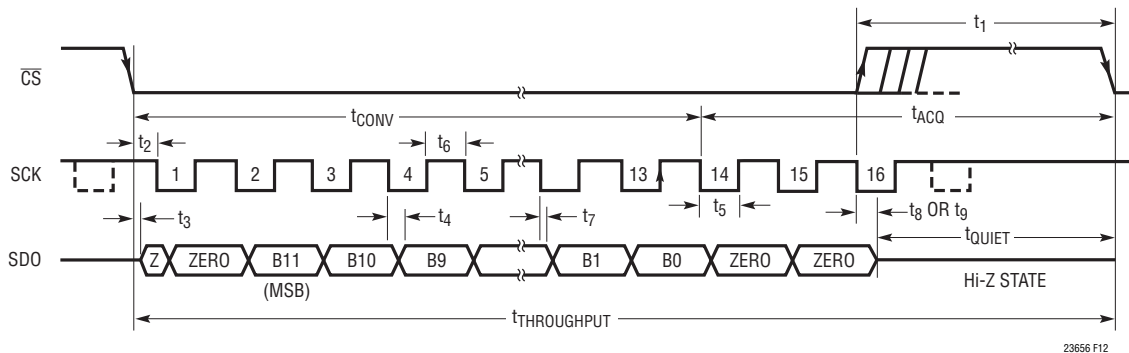 t1
CS
tCONV
tACQ
t2
t6
SCK
1
2
3
4
5
13
14
15
16
t3
t4
t7
t5
t8 OR t9
tQUIET
SDO
Z
ZERO
B11
B10
B9
B1
B0
ZERO
ZERO
(MSB)
Hi-Z STATE
tTHROUGHPUT
23656 F12